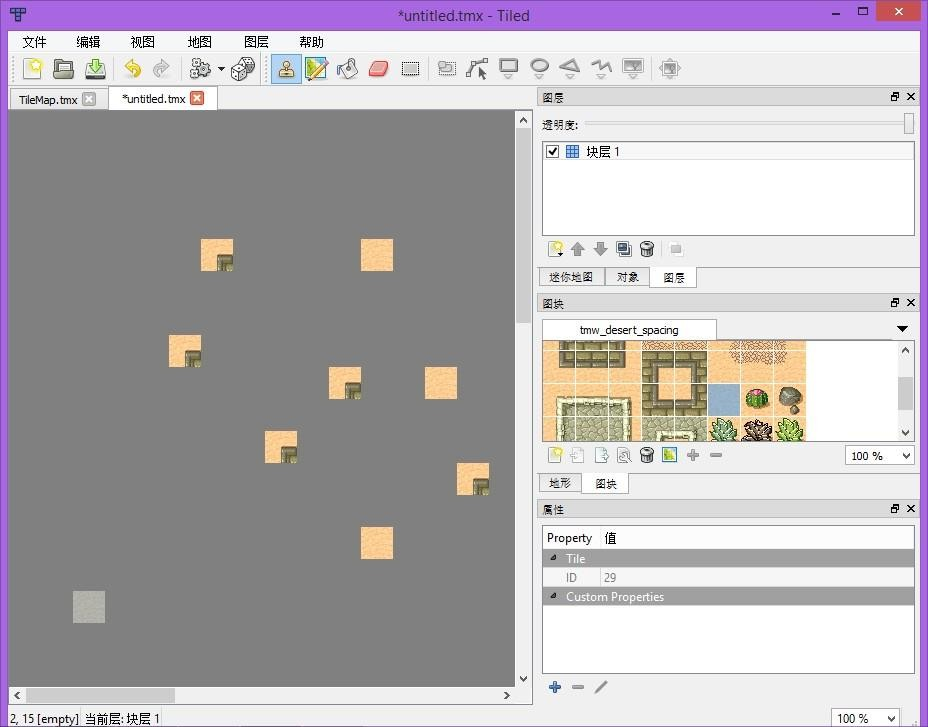 *untitled.tmx - Tiled
文件 编辑 视图 地图 图层 帮助
TileMap.tmx *untitled.tmx
图层
透明度:
块层 1
迷你地图 对象 图层
图块
tmw_desert_spacing
100 %
地形 图块
属性
Property 值
Tile
ID 29
Custom Properties
2, 15 [empty] 当前层: 块层 1
100 %